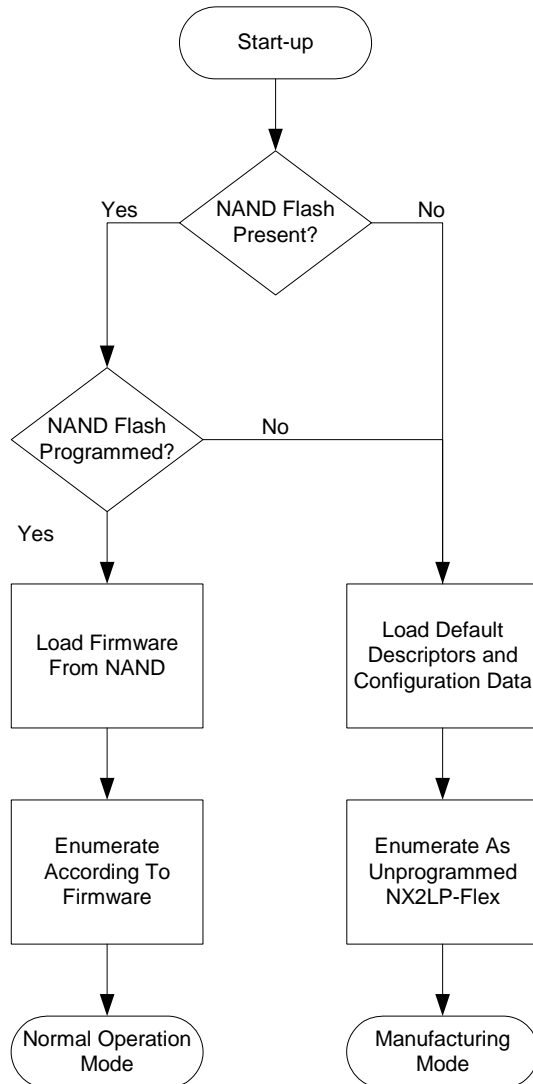 Start-up
NAND Flash
Present?
Yes
No
NAND Flash
Programmed?
No
Yes
Load Firmware
From NAND
Load Default
Descriptors and
Configuration Data
Enumerate
According To
Firmware
Enumerate As
Unprogrammed
NX2LP-Flex
Normal Operation
Mode
Manufacturing
Mode